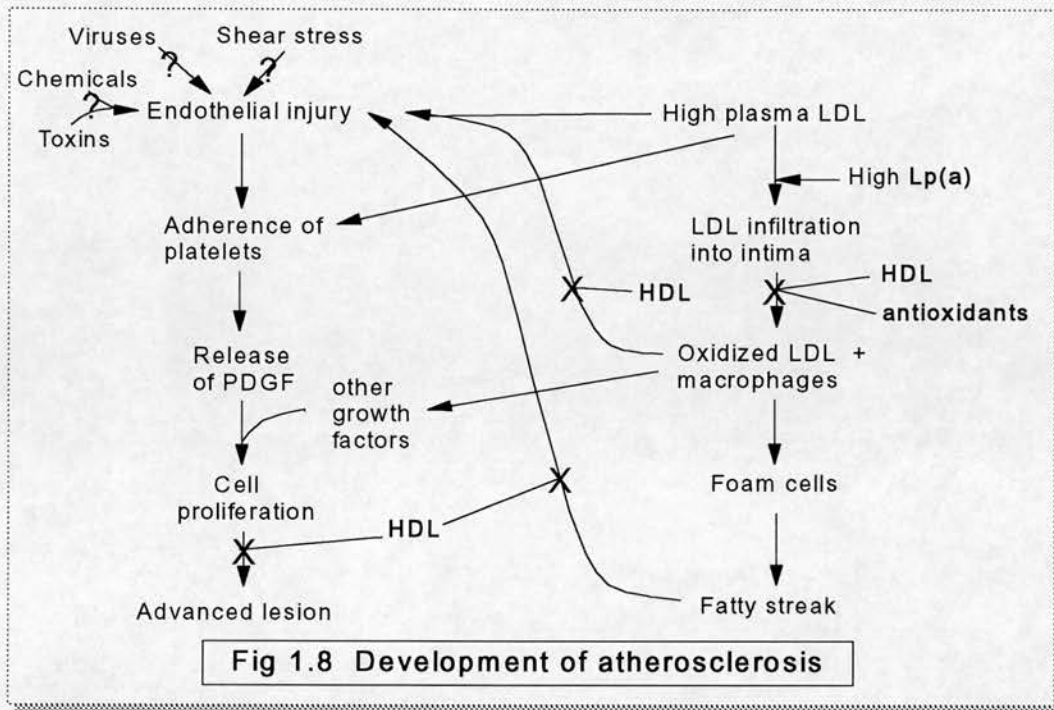 Viruses
Shear stress
?
?
Chemicals
?
Toxins
Endothelial injury
High plasma LDL
High Lp(a)
Adherence of
platelets
LDL infiltration
into intima
X
HDL
X
HDL
antioxidants
Release
of PDGF
other
growth
factors
Oxidized LDL +
macrophages
Cell
proliferation
X
HDL
X
Foam cells
Advanced lesion
Fatty streak
Fig 1.8 Development of atherosclerosis